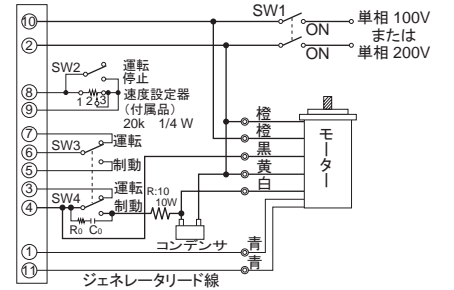 ⑩
②
⑧
⑨
⑦
⑥
⑤
③
④
①
⑪
SW1
ON
ON
単相 100V
または
単相 200V
SW2
運転
停止
1 2 3
速度設定器
(付属品)
20k 1/4 W
SW3
運転
制動
SW4
運転
制動
R:10
10W
R₀ C₀
コンデンサ
橙
橙
黒
黄
白
青
青
モーター
ジェネレータリード線